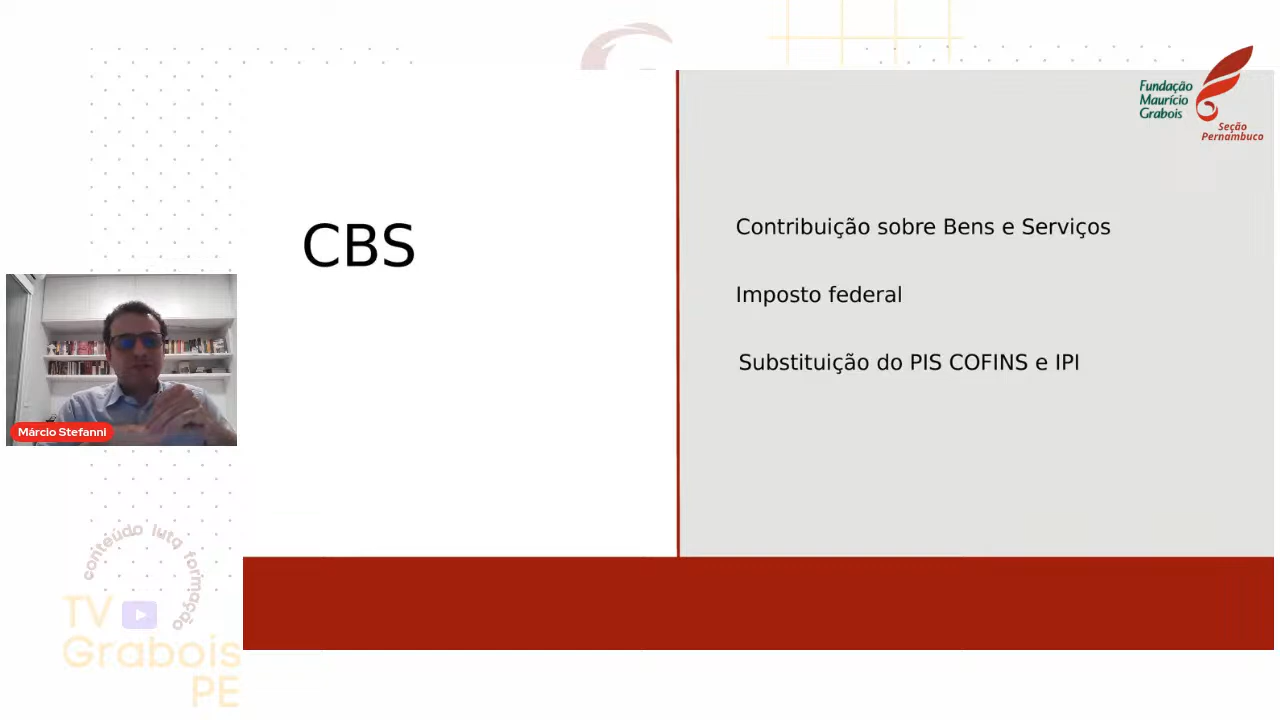 Fundação
Maurício
Grabois
Seção
Pernambuco
CBS
Contribuição sobre Bens e Serviços
Imposto federal
Substituição do PIS COFINS e IPI
Márcio Stefanni
conteúdo luta formação
TV
Grabois
PE